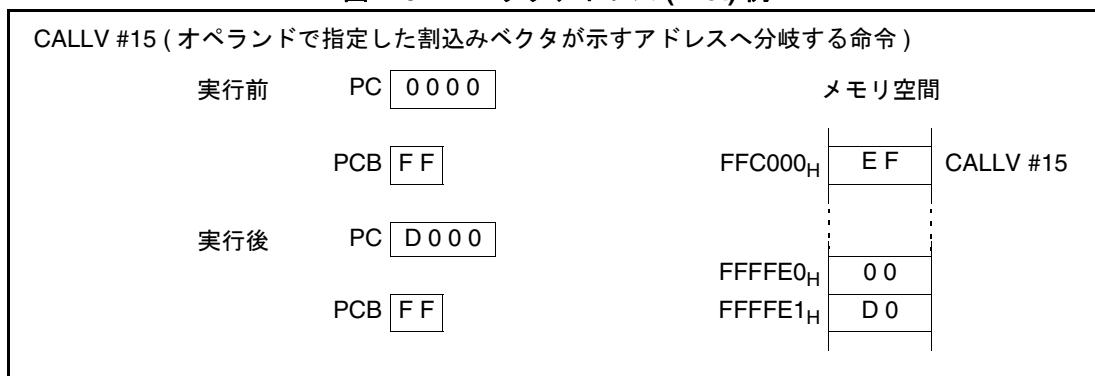 CALLV #15 ( オペランドで指定した割込みベクタが示すアドレスへ分岐する命令 )
実行前 PC 0 0 0 0 メモリ空間
PCB F F FFC000H E F CALLV #15
実行後 PC D 0 0 0
FFFFE0H 0 0
PCB F F FFFFE1H D 0